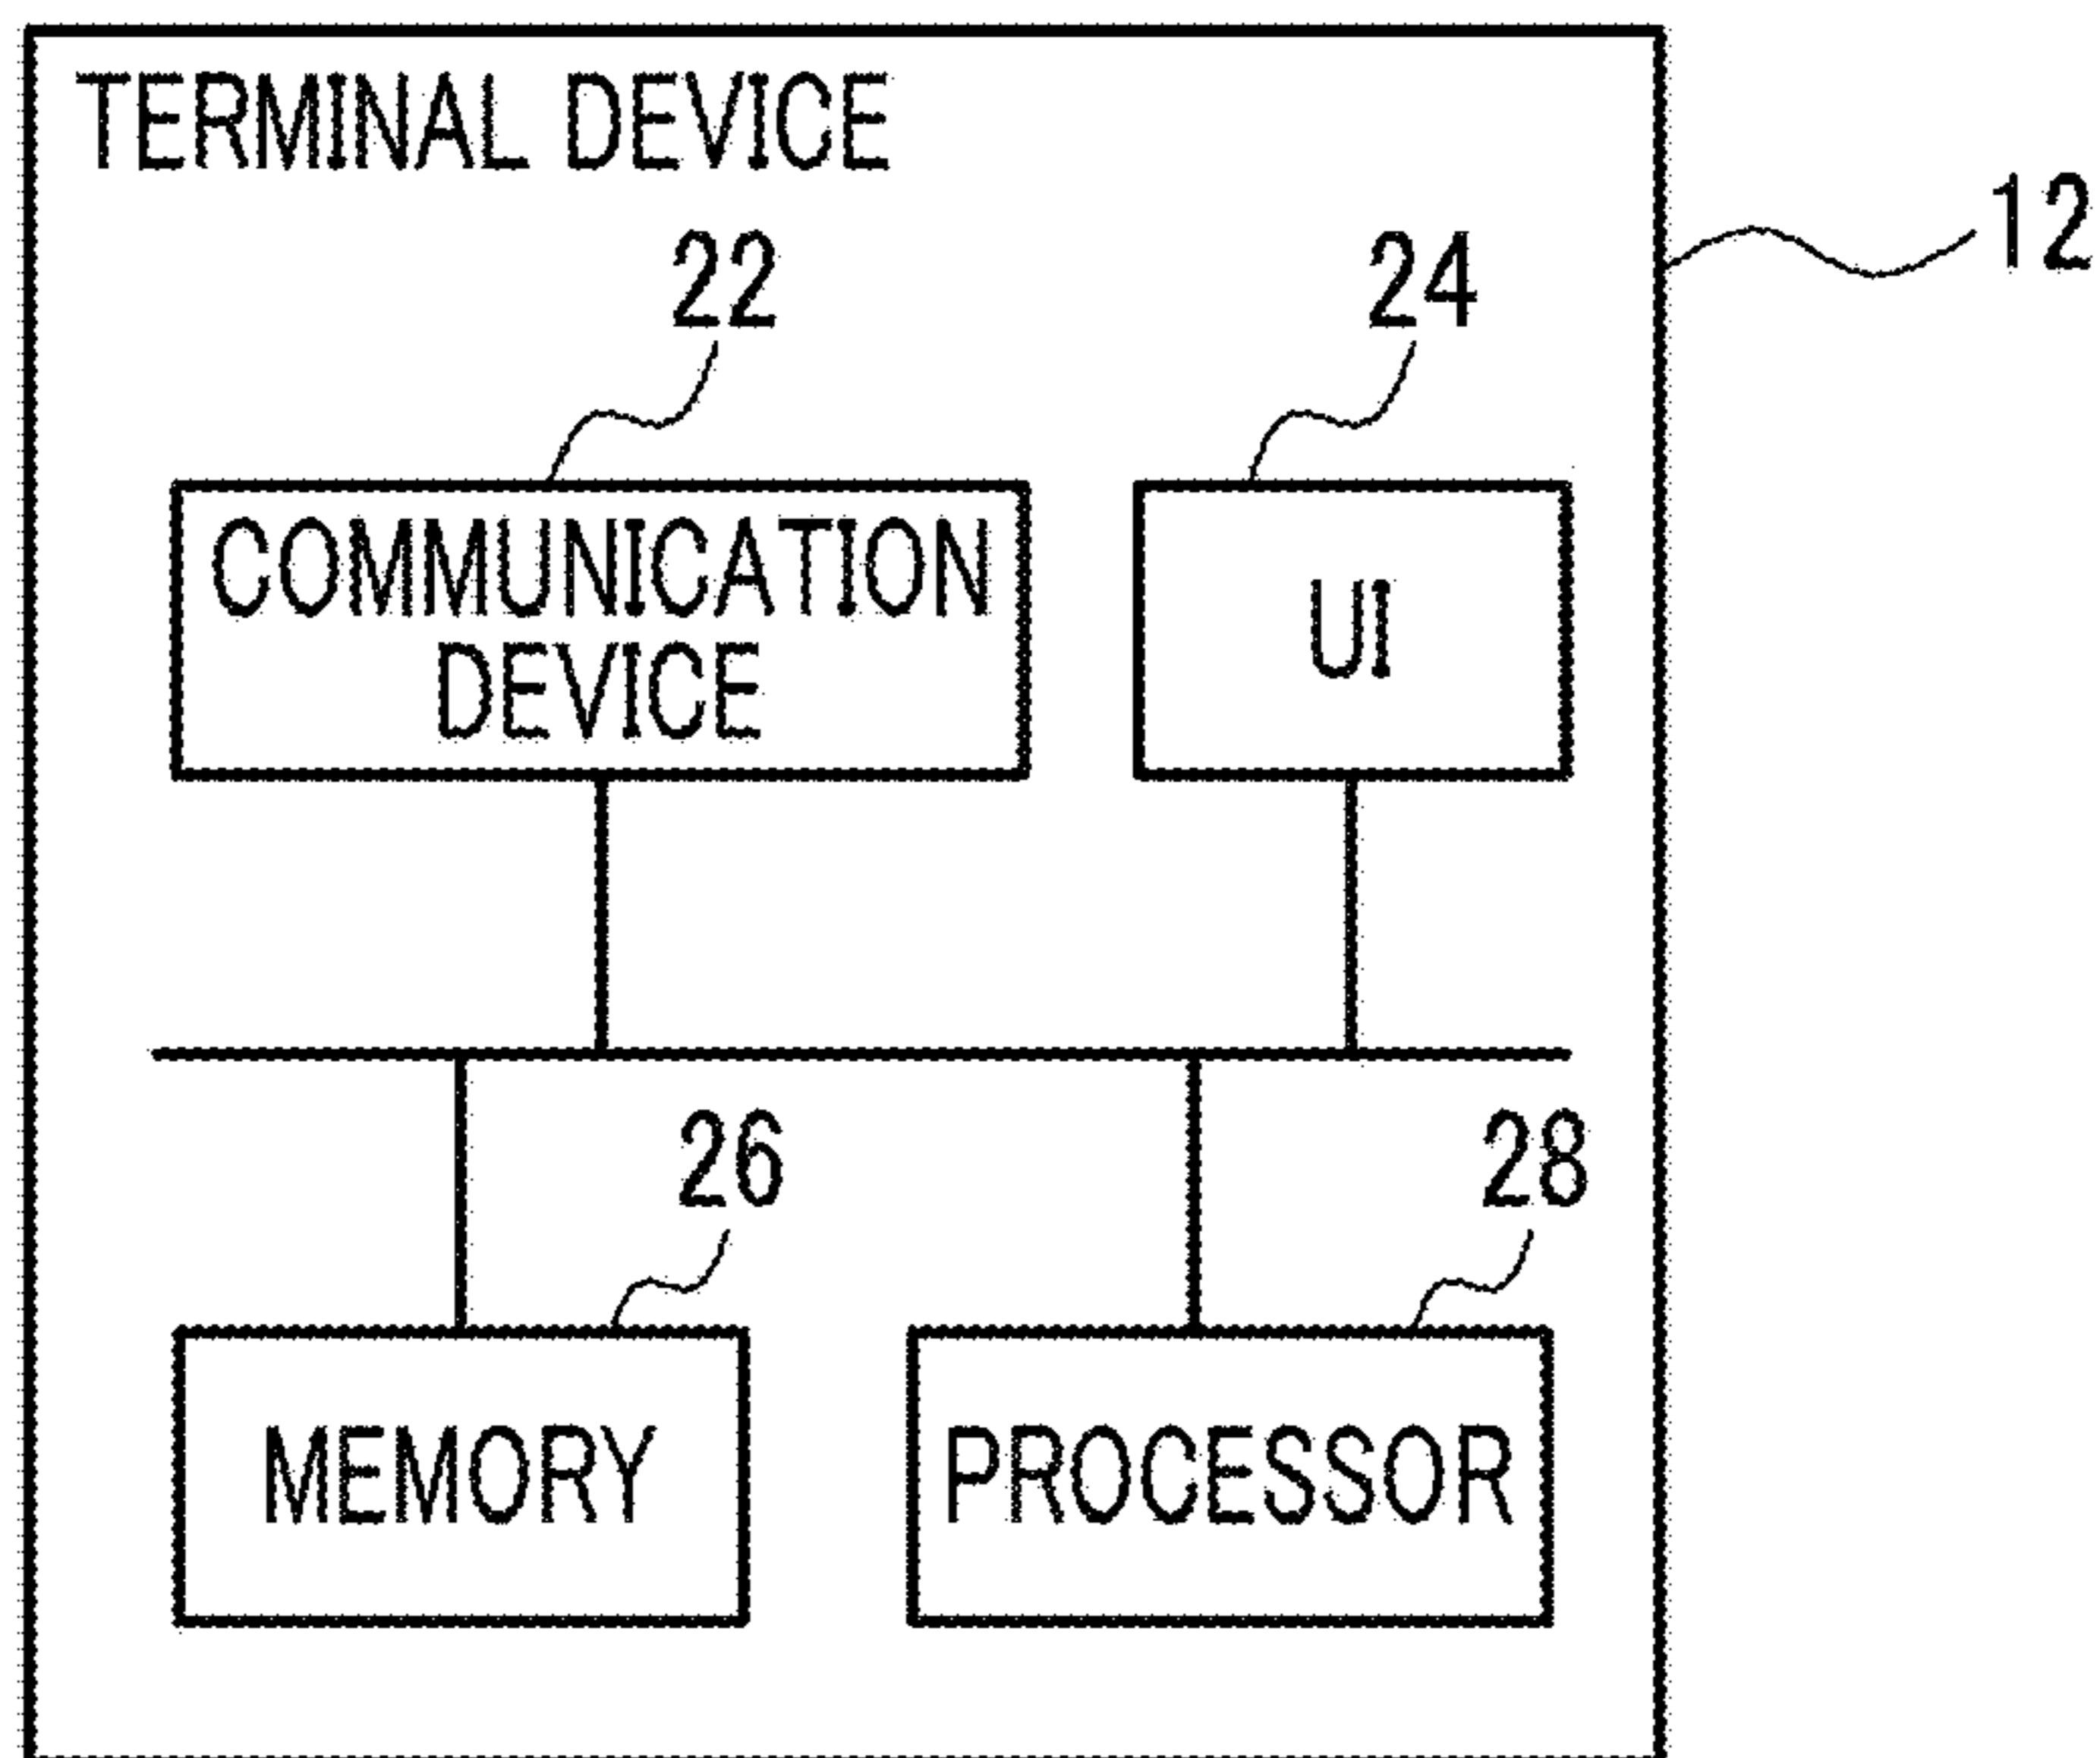 TERMINAL DEVICE
12
22
24
COMMUNICATION
DEVICE
UI
26
28
MEMORY
PROCESSOR